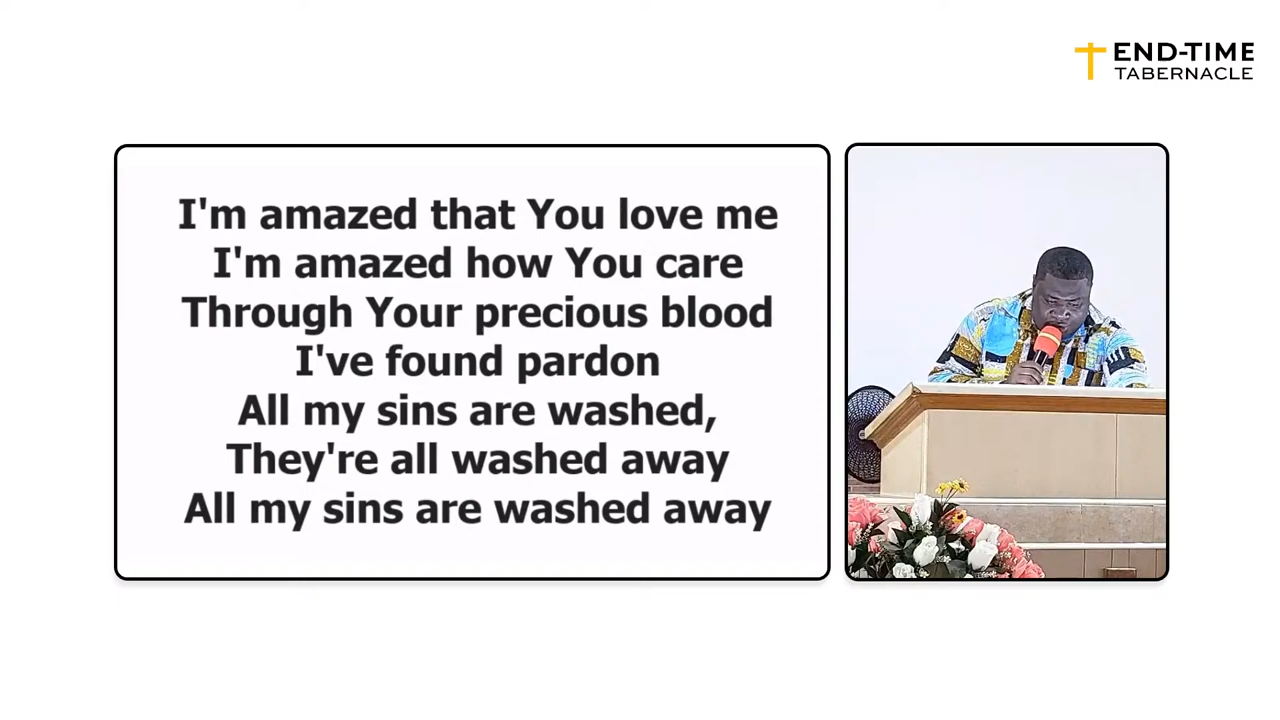 END-TIME
TABERNACLE
I'm amazed that You love me
I'm amazed how You care
Through Your precious blood
I've found pardon
All my sins are washed,
They're all washed away
All my sins are washed away